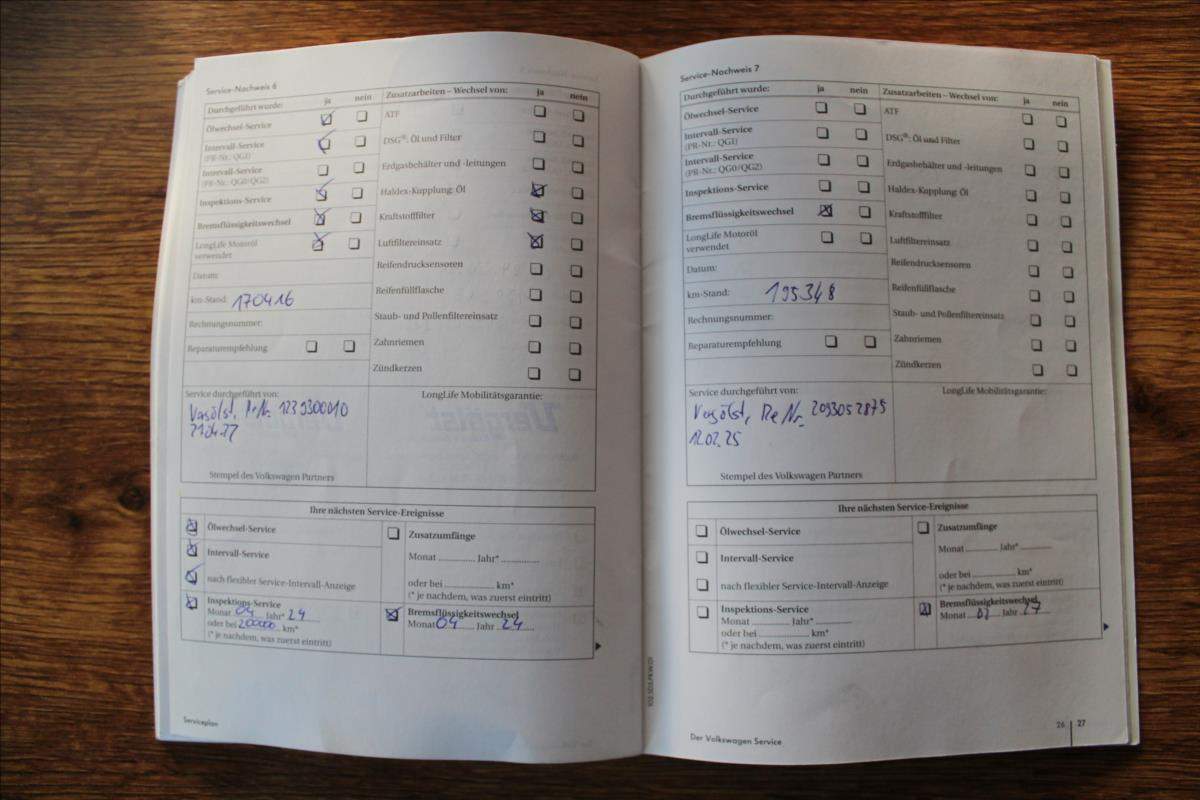 Service-Nachweis 6
Durchgeführt wurde: ja nein
Ölwechsel-Service
Intervall-Service
(PR-Nr.: QG1)
Intervall-Service
(PR-Nr.: QG0/QG2)
Inspektions-Service
Bremsflüssigkeitswechsel
LongLife Motoröl
verwendet
Datum:
km-Stand: 170416
Rechnungsnummer:
Reparaturempfehlung
Zusatzarbeiten – Wechsel von: ja nein
ATF
DSG®: Öl und Filter
Erdgasbehälter und -leitungen
Haldex-Kupplung: Öl
Kraftstofffilter
Luftfiltereinsatz
Reifendrucksensoren
Reifenfüllflasche
Staub- und Pollenfiltereinsatz
Zahnriemen
Zündkerzen
Service durchgeführt von:
Vergölst,
Stempel des Volkswagen Partners
LongLife Mobilitätsgarantie:
Ihre nächsten Service-Ereignisse
Ölwechsel-Service
Intervall-Service
nach flexibler Service-Intervall-Anzeige
Inspektions-Service
Monat 04 Jahr* 24
oder bei 200000 km*
(* je nachdem, was zuerst eintritt)
Zusatzumfänge
Monat ............ Jahr* ............
oder bei ............ km*
(* je nachdem, was zuerst eintritt)
Bremsflüssigkeitswechsel
Monat 04 Jahr 24
Serviceplan
Service-Nachweis 7
Durchgeführt wurde: ja nein
Ölwechsel-Service
Intervall-Service
(PR-Nr.: QG1)
Intervall-Service
(PR-Nr.: QG0/QG2)
Inspektions-Service
Bremsflüssigkeitswechsel
LongLife Motoröl
verwendet
Datum:
km-Stand: 195348
Rechnungsnummer:
Reparaturempfehlung
Zusatzarbeiten – Wechsel von: ja nein
ATF
DSG®: Öl und Filter
Erdgasbehälter und -leitungen
Haldex-Kupplung: Öl
Kraftstofffilter
Luftfiltereinsatz
Reifendrucksensoren
Reifenfüllflasche
Staub- und Pollenfiltereinsatz
Zahnriemen
Zündkerzen
Service durchgeführt von:
Vergölst, Re Nr. 2093052875
12.02.25
Stempel des Volkswagen Partners
LongLife Mobilitätsgarantie:
Ihre nächsten Service-Ereignisse
Ölwechsel-Service
Intervall-Service
nach flexibler Service-Intervall-Anzeige
Inspektions-Service
Monat ............ Jahr* ............
oder bei ............ km*
(* je nachdem, was zuerst eintritt)
Zusatzumfänge
Monat ............ Jahr* ............
oder bei ............ km*
(* je nachdem, was zuerst eintritt)
Bremsflüssigkeitswechsel
Monat 02 Jahr 27
Der Volkswagen Service
26 | 27